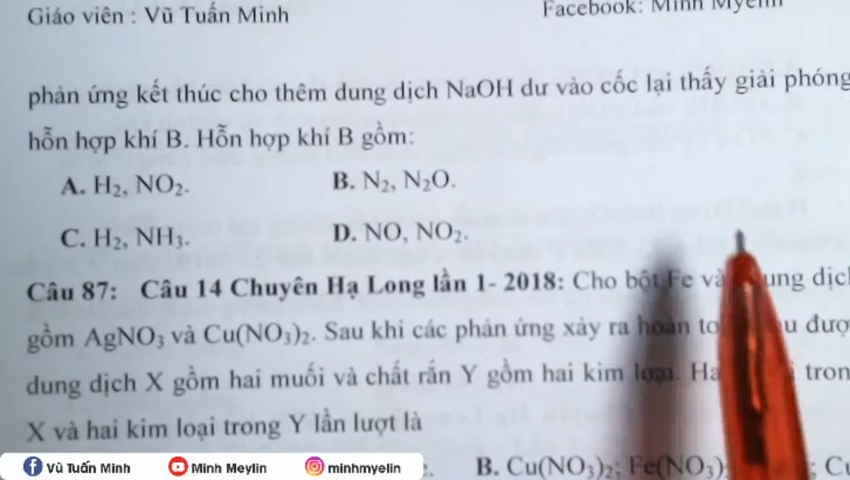 Giáo viên : Vũ Tuấn Minh
Facebook: Minh
phản ứng kết thúc cho thêm dung dịch NaOH dư vào cốc lại thấy giải phóng
hỗn hợp khí B. Hỗn hợp khí B gồm:
A. H₂, NO₂. B. N₂, N₂O.
C. H₂, NH₃. D. NO, NO₂.
Câu 87: Câu 14 Chuyên Hạ Long lần 1- 2018: Cho bột Fe
gồm AgNO₃ và Cu(NO₃)₂. Sau khi các phản ứng xảy ra hoàn
dung dịch X gồm hai muối và chất rắn Y gồm hai kim loại.
X và hai kim loại trong Y lần lượt là
B. Cu(NO₃)₂; Fe(NO₃)
Vũ Tuấn Minh Minh Meylin minhmyelin